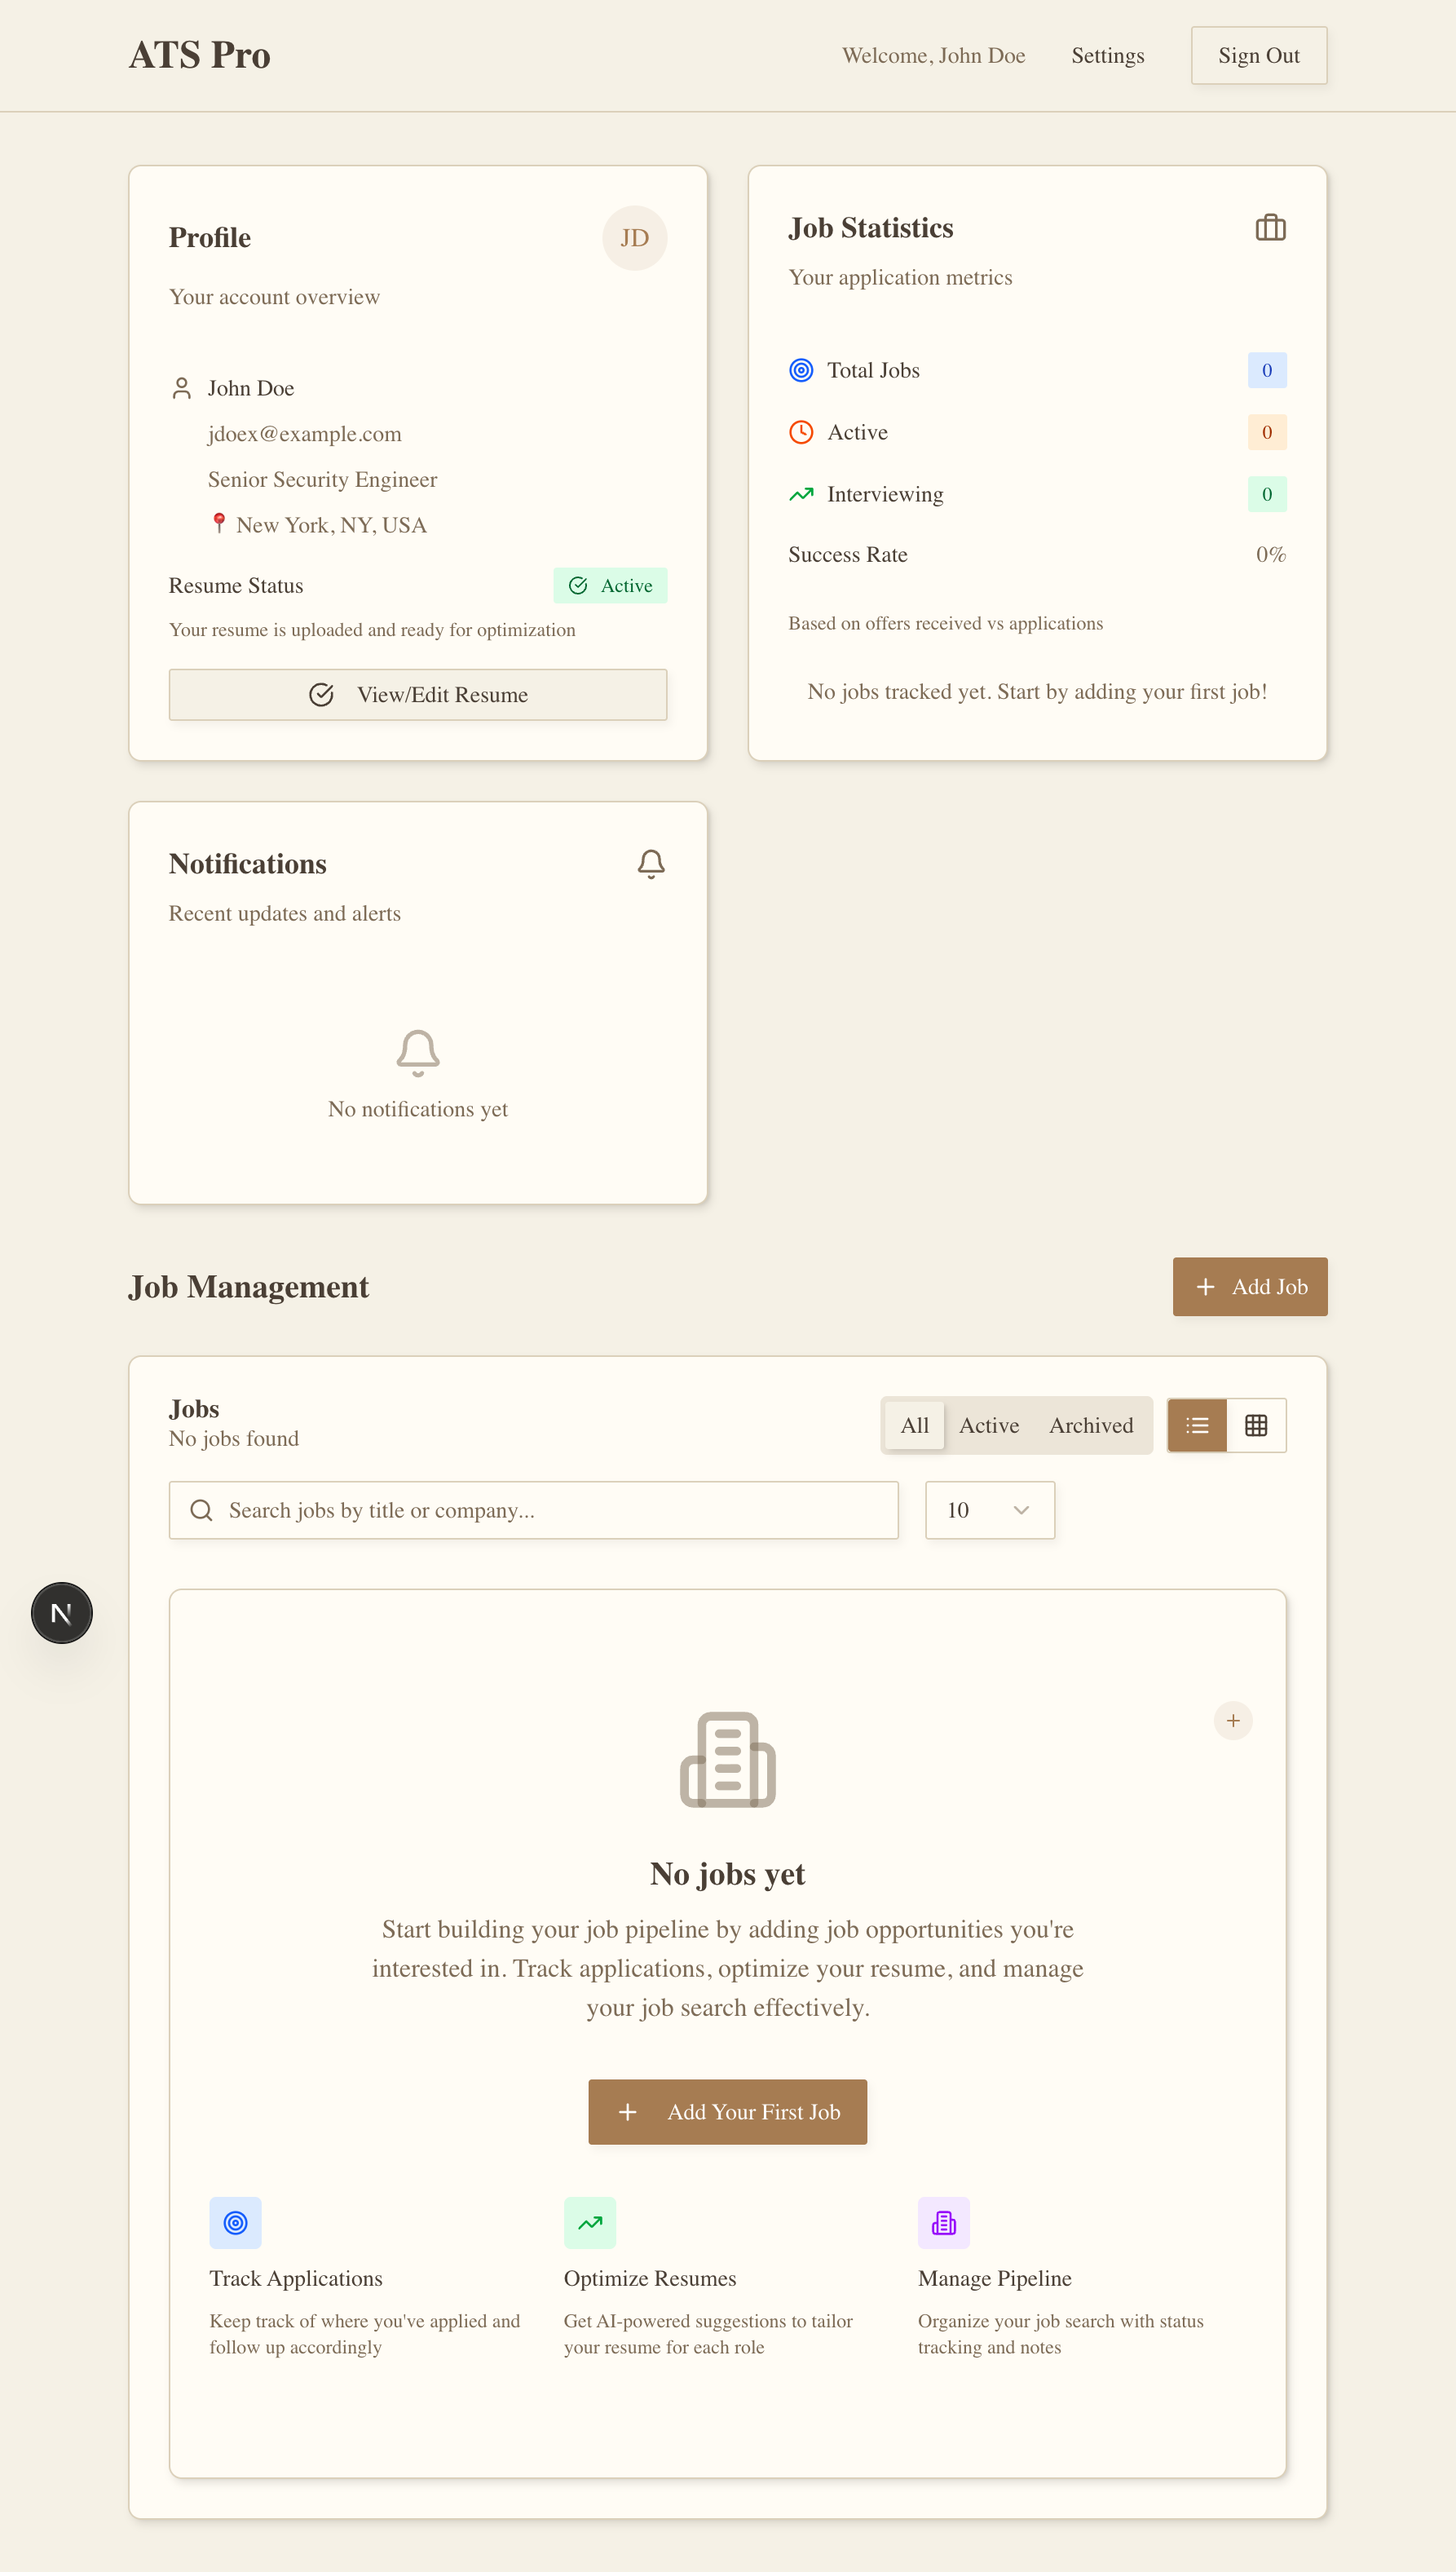 ATS Pro
Welcome, John Doe
Settings
Sign Out
Profile
JD
Your account overview
John Doe
jdoex@example.com
Senior Security Engineer
📍 New York, NY, USA
Resume Status
Active
Your resume is uploaded and ready for optimization
View/Edit Resume
Job Statistics
Your application metrics
Total Jobs
0
Active
0
Interviewing
0
Success Rate
0%
Based on offers received vs applications
No jobs tracked yet. Start by adding your first job!
Notifications
Recent updates and alerts
No notifications yet
Job Management
Add Job
Jobs
No jobs found
All
Active
Archived
Search jobs by title or company...
10
N
No jobs yet
Start building your job pipeline by adding job opportunities you're
interested in. Track applications, optimize your resume, and manage
your job search effectively.
Add Your First Job
Track Applications
Keep track of where you've applied and
follow up accordingly
Optimize Resumes
Get AI-powered suggestions to tailor
your resume for each role
Manage Pipeline
Organize your job search with status
tracking and notes